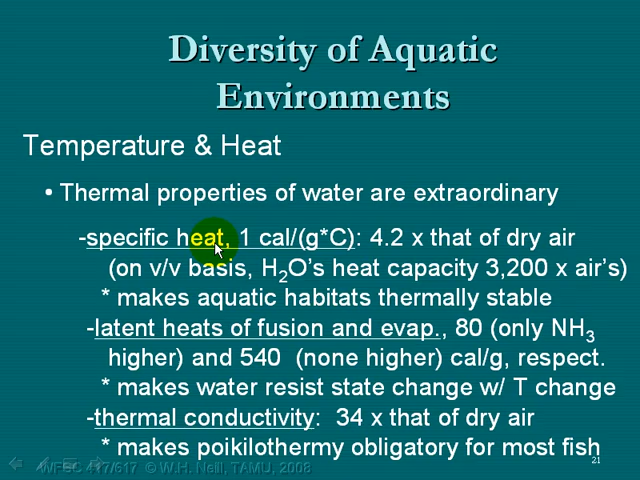 Diversity of Aquatic
Environments
Temperature & Heat
• Thermal properties of water are extraordinary
-specific heat, 1 cal/(g*C): 4.2 x that of dry air
(on v/v basis, H₂O's heat capacity 3,200 x air's)
* makes aquatic habitats thermally stable
-latent heats of fusion and evap., 80 (only NH₃
higher) and 540 (none higher) cal/g, respect.
* makes water resist state change w/ T change
-thermal conductivity: 34 x that of dry air
* makes poikilothermy obligatory for most fish
WFSC 417/617 © W.H. Neill, TAMU, 2008
21